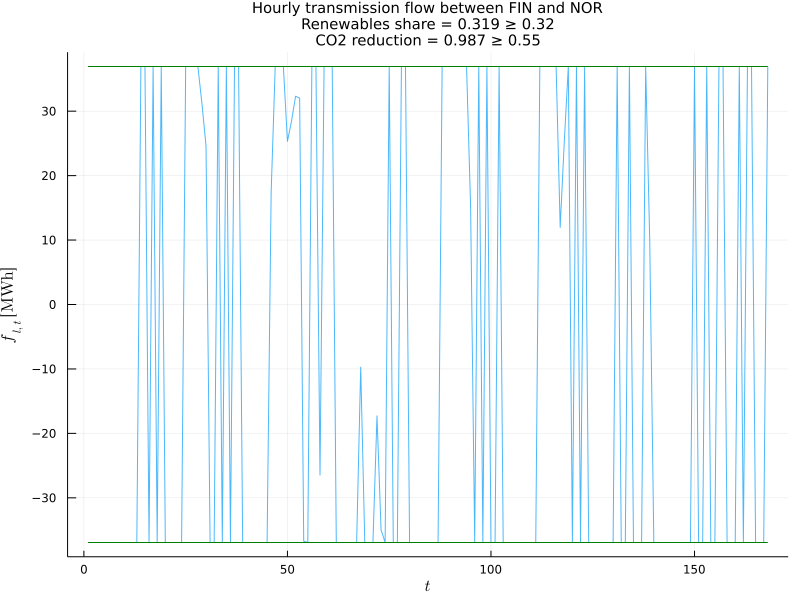 Hourly transmission flow between FIN and NOR
Renewables share = 0.319 ≥ 0.32
CO2 reduction = 0.987 ≥ 0.55
30
20
10
0
−10
−20
−30
f_{l,t} [MWh]
0
50
100
150
t